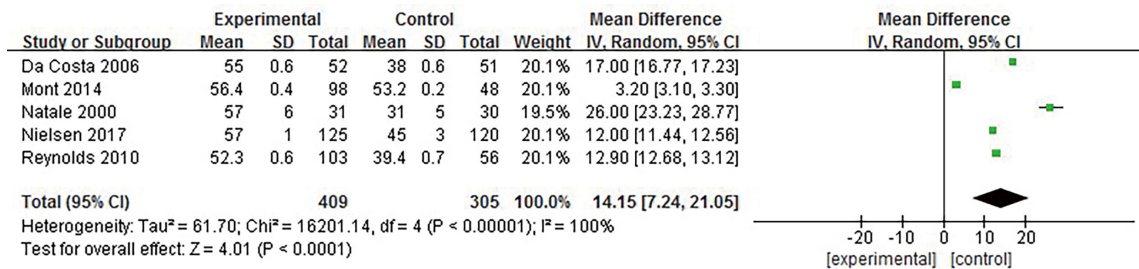 Experimental Control Mean Difference Mean Difference
Study or Subgroup Mean SD Total Mean SD Total Weight IV, Random, 95% CI IV, Random, 95% CI
Da Costa 2006 55 0.6 52 38 0.6 51 20.1% 17.00 [16.77, 17.23]
Mont 2014 56.4 0.4 98 53.2 0.2 48 20.1% 3.20 [3.10, 3.30]
Natale 2000 57 6 31 31 5 30 19.5% 26.00 [23.23, 28.77]
Nielsen 2017 57 1 125 45 3 120 20.1% 12.00 [11.44, 12.56]
Reynolds 2010 52.3 0.6 103 39.4 0.7 56 20.1% 12.90 [12.68, 13.12]
Total (95% CI) 409 305 100.0% 14.15 [7.24, 21.05]
Heterogeneity: Tau² = 61.70; Chi² = 16201.14, df = 4 (P < 0.00001); I² = 100%
Test for overall effect: Z = 4.01 (P < 0.0001)
-20 -10 0 10 20
[experimental] [control]